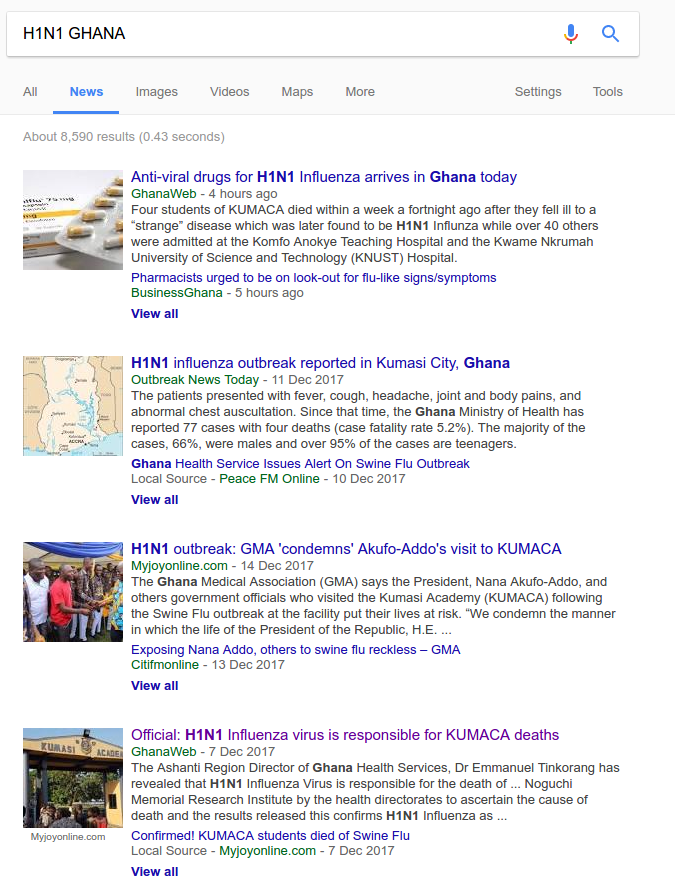 H1N1 GHANA
All News Images Videos Maps More Settings Tools
About 8,590 results (0.43 seconds)
Anti-viral drugs for H1N1 Influenza arrives in Ghana today
GhanaWeb - 4 hours ago
Four students of KUMACA died within a week a fortnight ago after they fell ill to a
“strange” disease which was later found to be H1N1 Influnza while over 40 others
were admitted at the Komfo Anokye Teaching Hospital and the Kwame Nkrumah
University of Science and Technology (KNUST) Hospital.
Pharmacists urged to be on look-out for flu-like signs/symptoms
BusinessGhana - 5 hours ago
View all
H1N1 influenza outbreak reported in Kumasi City, Ghana
Outbreak News Today - 11 Dec 2017
The patients presented with fever, cough, headache, joint and body pains, and
abnormal chest auscultation. Since that time, the Ghana Ministry of Health has
reported 77 cases with four deaths (case fatality rate 5.2%). The majority of the
cases, 66%, were males and over 95% of the cases are teenagers.
Ghana Health Service Issues Alert On Swine Flu Outbreak
Local Source - Peace FM Online - 10 Dec 2017
View all
H1N1 outbreak: GMA 'condemns' Akufo-Addo's visit to KUMACA
Myjoyonline.com - 14 Dec 2017
The Ghana Medical Association (GMA) says the President, Nana Akufo-Addo, and
others government officials who visited the Kumasi Academy (KUMACA) following
the Swine Flu outbreak at the facility put their lives at risk. “We condemn the manner
in which the life of the President of the Republic, H.E. ...
Exposing Nana Addo, others to swine flu reckless – GMA
Citifmonline - 13 Dec 2017
View all
KUMASI ACADEMY
Myjoyonline.com
Official: H1N1 Influenza virus is responsible for KUMACA deaths
GhanaWeb - 7 Dec 2017
The Ashanti Region Director of Ghana Health Services, Dr Emmanuel Tinkorang has
revealed that H1N1 Influenza Virus is responsible for the death of ... Noguchi
Memorial Research Institute by the health directorates to ascertain the cause of
death and the results released this confirms H1N1 Influenza as ...
Confirmed! KUMACA students died of Swine Flu
Local Source - Myjoyonline.com - 7 Dec 2017
View all